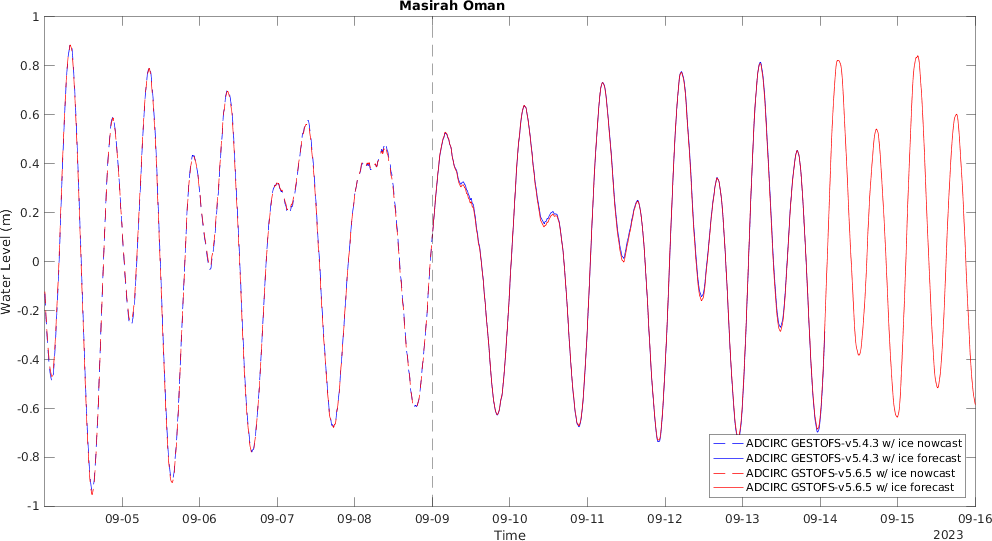 Masirah Oman
1
0.8
0.6
0.4
0.2
0
-0.2
-0.4
-0.6
-0.8
-1
Water Level (m)
ADCIRC GESTOFS-v5.4.3 w/ ice nowcast
ADCIRC GESTOFS-v5.4.3 w/ ice forecast
ADCIRC GSTOFS-v5.6.5 w/ ice nowcast
ADCIRC GSTOFS-v5.6.5 w/ ice forecast
09-05 09-06 09-07 09-08 09-09 09-10 09-11 09-12 09-13 09-14 09-15 09-16
Time 2023